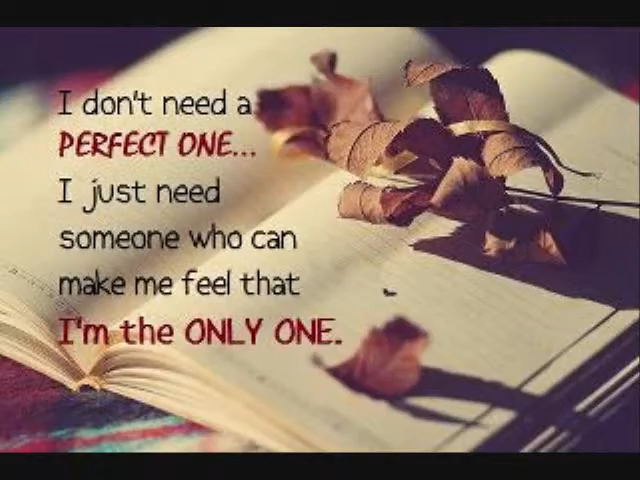 I don't need a
PERFECT ONE...
I just need
someone who can
make me feel that
I'm the ONLY ONE.